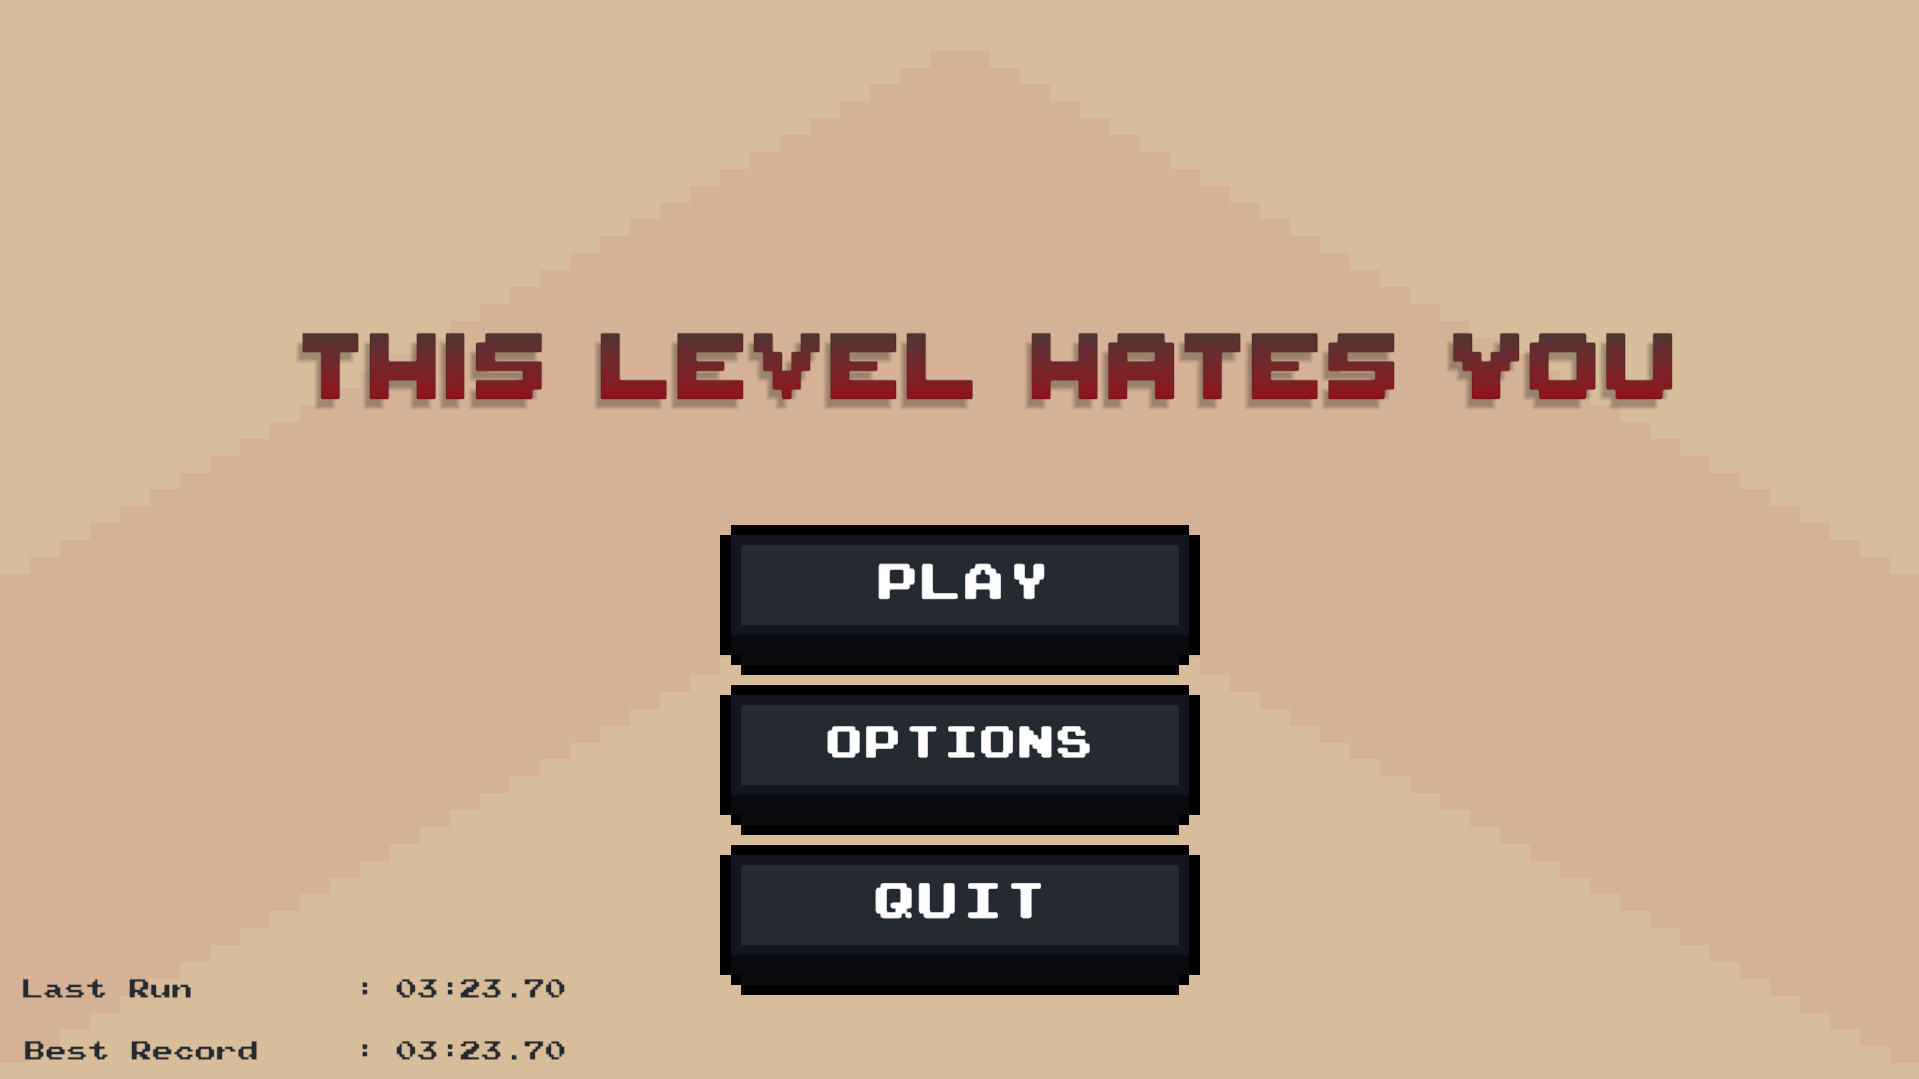 THIS LEVEL HATES YOU
PLAY
OPTIONS
QUIT
Last Run : 03:23.70
Best Record : 03:23.70